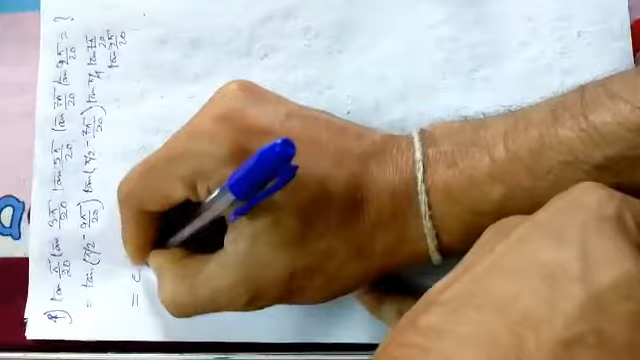 8) tan π/20 tan 3π/20 tan 5π/20 tan 7π/20 tan 9π/20 = ?
= tan(π/2 - 9π/20) tan(π/2 - 7π/20) tan π/4 tan 7π/20 tan 9π/20
= c